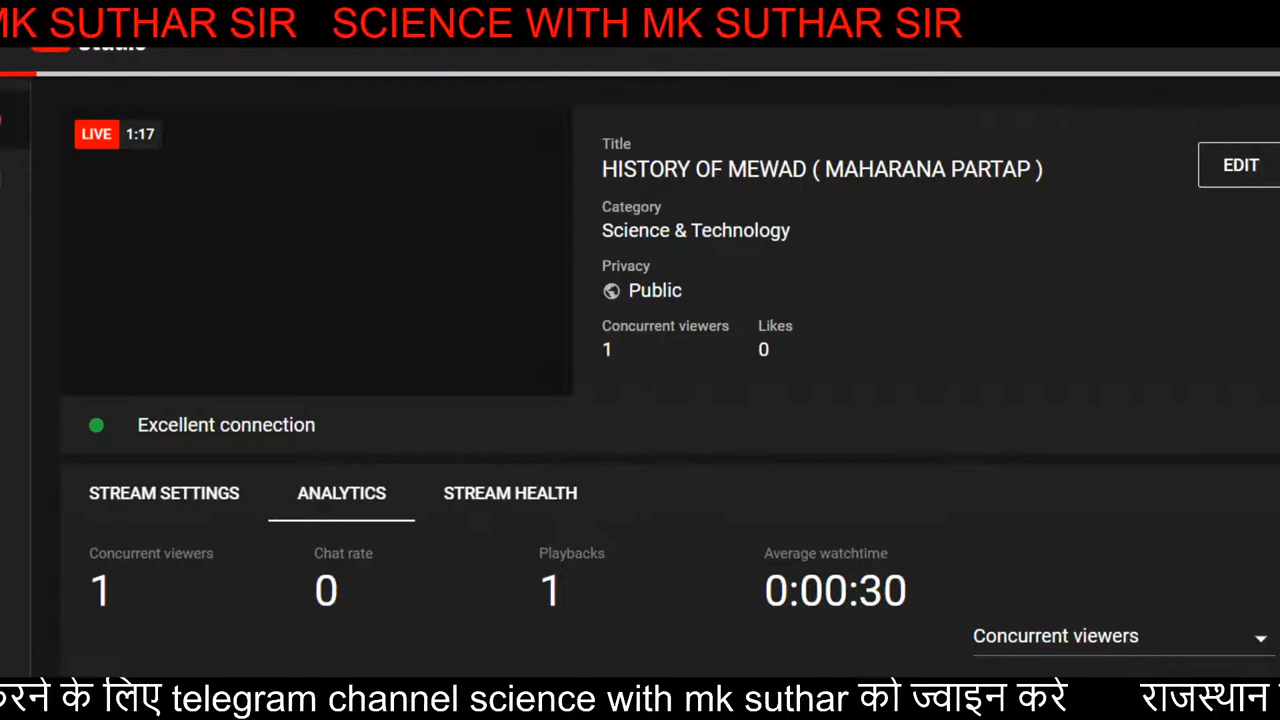 MK SUTHAR SIR SCIENCE WITH MK SUTHAR SIR
Studio
LIVE 1:17
Title
HISTORY OF MEWAD ( MAHARANA PARTAP )
EDIT
Category
Science & Technology
Privacy
Public
Concurrent viewers Likes
1 0
Excellent connection
STREAM SETTINGS ANALYTICS STREAM HEALTH
Concurrent viewers Chat rate Playbacks Average watchtime
1 0 1 0:00:30
Concurrent viewers
करने के लिए telegram channel science with mk suthar को ज्वाइन करे राजस्थान